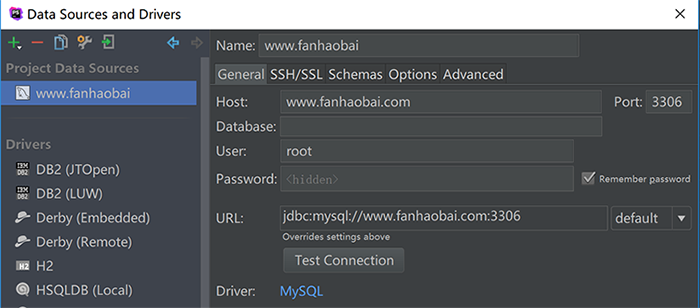 Data Sources and Drivers
Project Data Sources
www.fanhaobai
Drivers
DB2 (JTOpen)
DB2 (LUW)
Derby (Embedded)
Derby (Remote)
H2
HSQLDB (Local)
Name: www.fanhaobai
General SSH/SSL Schemas Options Advanced
Host: www.fanhaobai.com Port: 3306
Database:
User: root
Password: <hidden> Remember password
URL: jdbc:mysql://www.fanhaobai.com:3306 default
Overrides settings above
Test Connection
Driver: MySQL